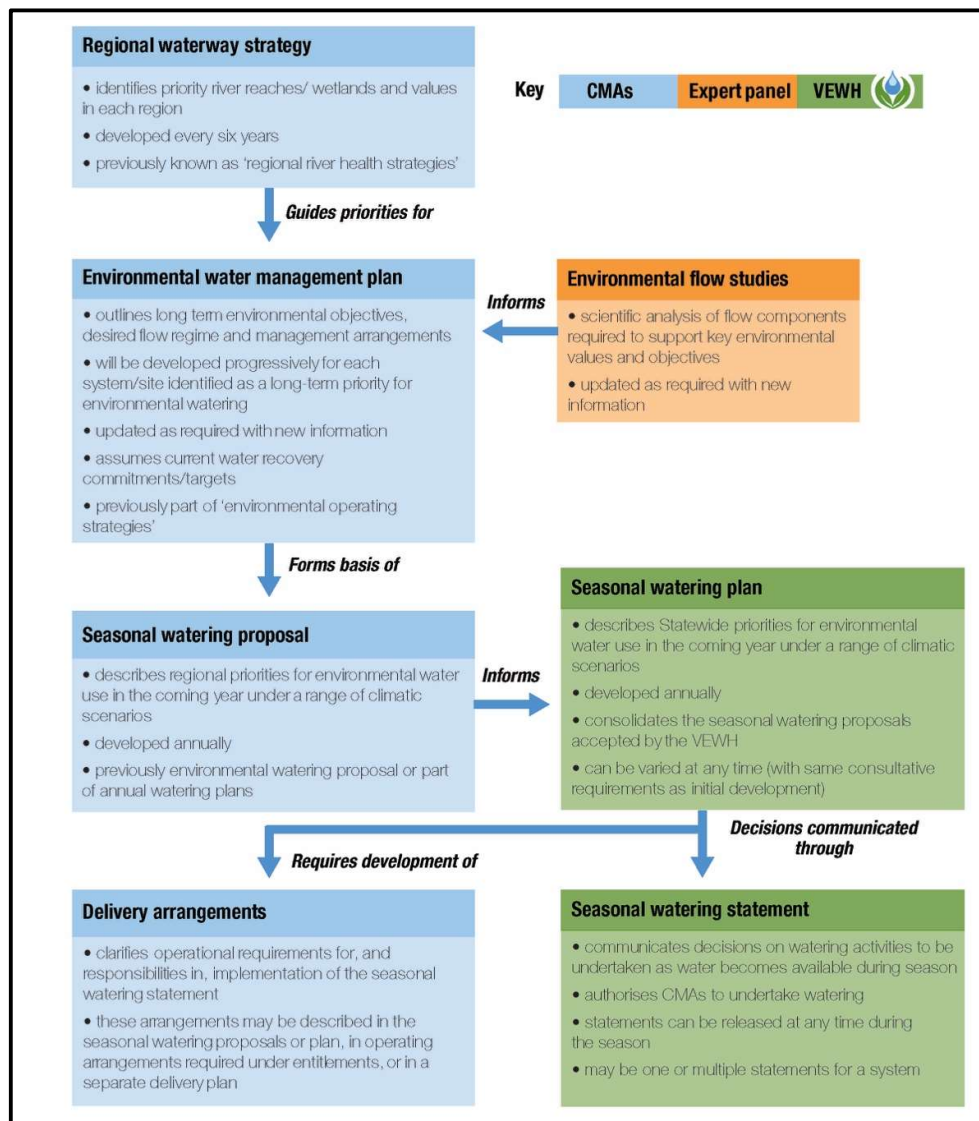 Regional waterway strategy
• identifies priority river reaches/ wetlands and values
in each region
• developed every six years
• previously known as 'regional river health strategies'
Key
CMAs
Expert panel
VEWH
Guides priorities for
Environmental water management plan
• outlines long term environmental objectives,
desired flow regime and management arrangements
• will be developed progressively for each
system/site identified as a long-term priority for
environmental watering
• updated as required with new information
• assumes current water recovery
commitments/targets
• previously part of 'environmental operating
strategies'
Informs
Environmental flow studies
• scientific analysis of flow components
required to support key environmental
values and objectives
• updated as required with new
information
Forms basis of
Seasonal watering proposal
• describes regional priorities for environmental water
use in the coming year under a range of climatic
scenarios
• developed annually
• previously environmental watering proposal or part
of annual watering plans
Informs
Seasonal watering plan
• describes Statewide priorities for environmental
water use in the coming year under a range of climatic
scenarios
• developed annually
• consolidates the seasonal watering proposals
accepted by the VEWH
• can be varied at any time (with same consultative
requirements as initial development)
Requires development of
Decisions communicated
through
Delivery arrangements
• clarifies operational requirements for, and
responsibilities in, implementation of the seasonal
watering statement
• these arrangements may be described in the
seasonal watering proposals or plan, in operating
arrangements required under entitlements, or in a
separate delivery plan
Seasonal watering statement
• communicates decisions on watering activities to be
undertaken as water becomes available during season
• authorises CMAs to undertake watering
• statements can be released at any time during
the season
• may be one or multiple statements for a system